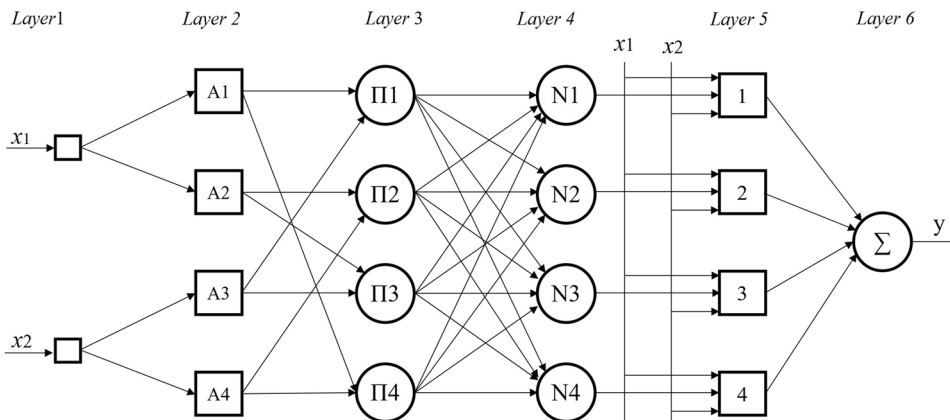 Layer1 Layer 2 Layer 3 Layer 4 Layer 5 Layer 6
x1 x2
A1 Π1 N1 1
x1
A2 Π2 N2 2
Σ y
A3 Π3 N3 3
x2
A4 Π4 N4 4